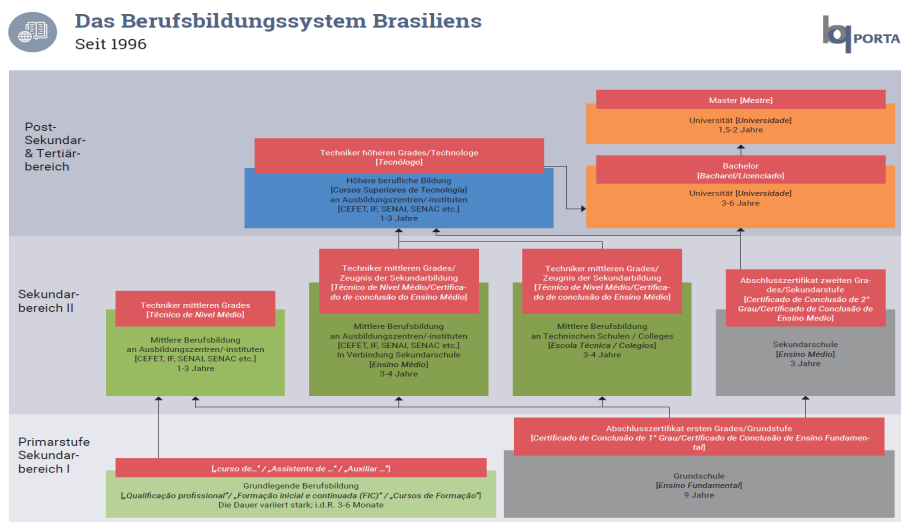 Das Berufsbildungssystem Brasiliens
Seit 1996
bq PORTA
Post-
Sekundar-
& Tertiär-
bereich
Master [Mestre]
Universität [Universidade]
1,5-2 Jahre
Techniker höheren Grades/Technologe
[Tecnólogo]
Höhere berufliche Bildung
[Cursos Superiores de Tecnologia]
an Ausbildungszentren/-instituten
[CEFET, IF, SENAI, SENAC etc.]
1-3 Jahre
Bachelor
[Bacharel/Licenciado]
Universität [Universidade]
3-6 Jahre
Sekundar-
bereich II
Techniker mittleren Grades
[Técnico de Nivel Médio]
Mittlere Berufsbildung
an Ausbildungszentren/-instituten
[CEFET, IF, SENAI, SENAC etc.]
1-3 Jahre
Techniker mittleren Grades/
Zeugnis der Sekundarbildung
[Técnico de Nivel Médio/Certifica-
do de conclusão do Ensino Médio]
Mittlere Berufsbildung
an Ausbildungszentren/-instituten
[CEFET, IF, SENAI, SENAC etc.]
in Verbindung Sekundarschule
[Ensino Médio]
3-4 Jahre
Techniker mittleren Grades/
Zeugnis der Sekundarbildung
[Técnico de Nivel Médio/Certifica-
do de conclusão do Ensino Médio]
Mittlere Berufsbildung
an Technischen Schulen / Colleges
[Escola Técnica / Colegios]
3-4 Jahre
Abschlusszertifikat zweiten Gra-
des/Sekundarstufe
[Certificado de Conclusão de 2°
Grau/Certificado de Conclusão de
Ensino Medio]
Sekundarschule
[Ensino Médio]
3 Jahre
Primarstufe
Sekundar-
bereich I
[„curso de...“ / „Assistente de ...“ / „Auxiliar ...“]
Grundlegende Berufsbildung
[„Qualificação profissional“/ „Formação inicial e continuada (FIC)“ / „Cursos de Formação“]
Die Dauer variiert stark; i.d.R. 3-6 Monate
Abschlusszertifikat ersten Grades/Grundstufe
[Certificado de Conclusão de 1° Grau/Certificado de Conclusão de Ensino Fundamen-
tal]
Grundschule
[Ensino Fundamental]
9 Jahre